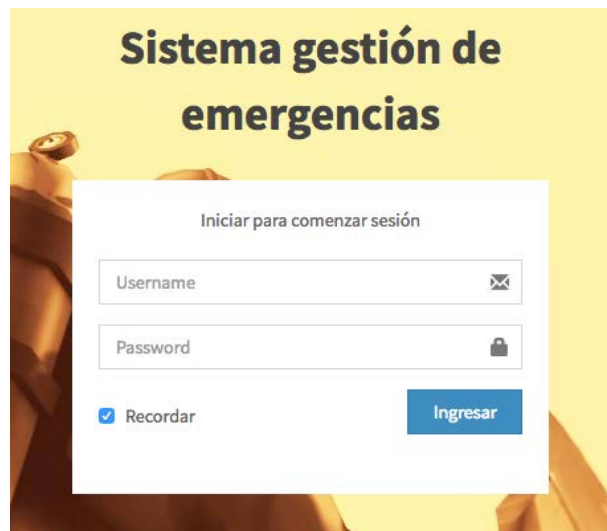 Sistema gestión de
emergencias
Iniciar para comenzar sesión
Username
Password
Recordar
Ingresar